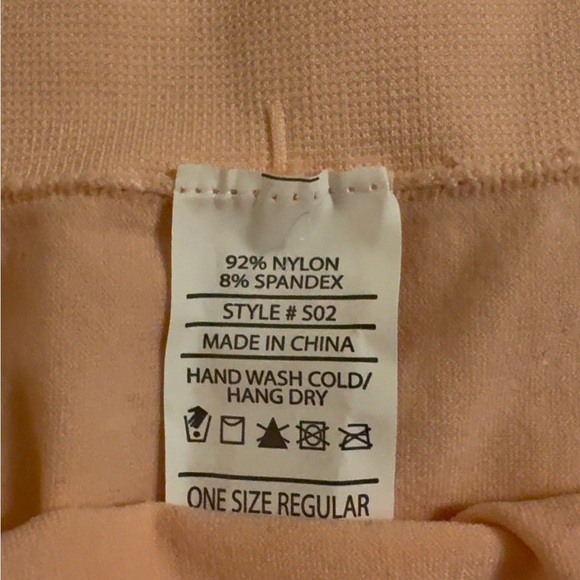 92% NYLON
8% SPANDEX
STYLE # S02
MADE IN CHINA
HAND WASH COLD/
HANG DRY
ONE SIZE REGULAR